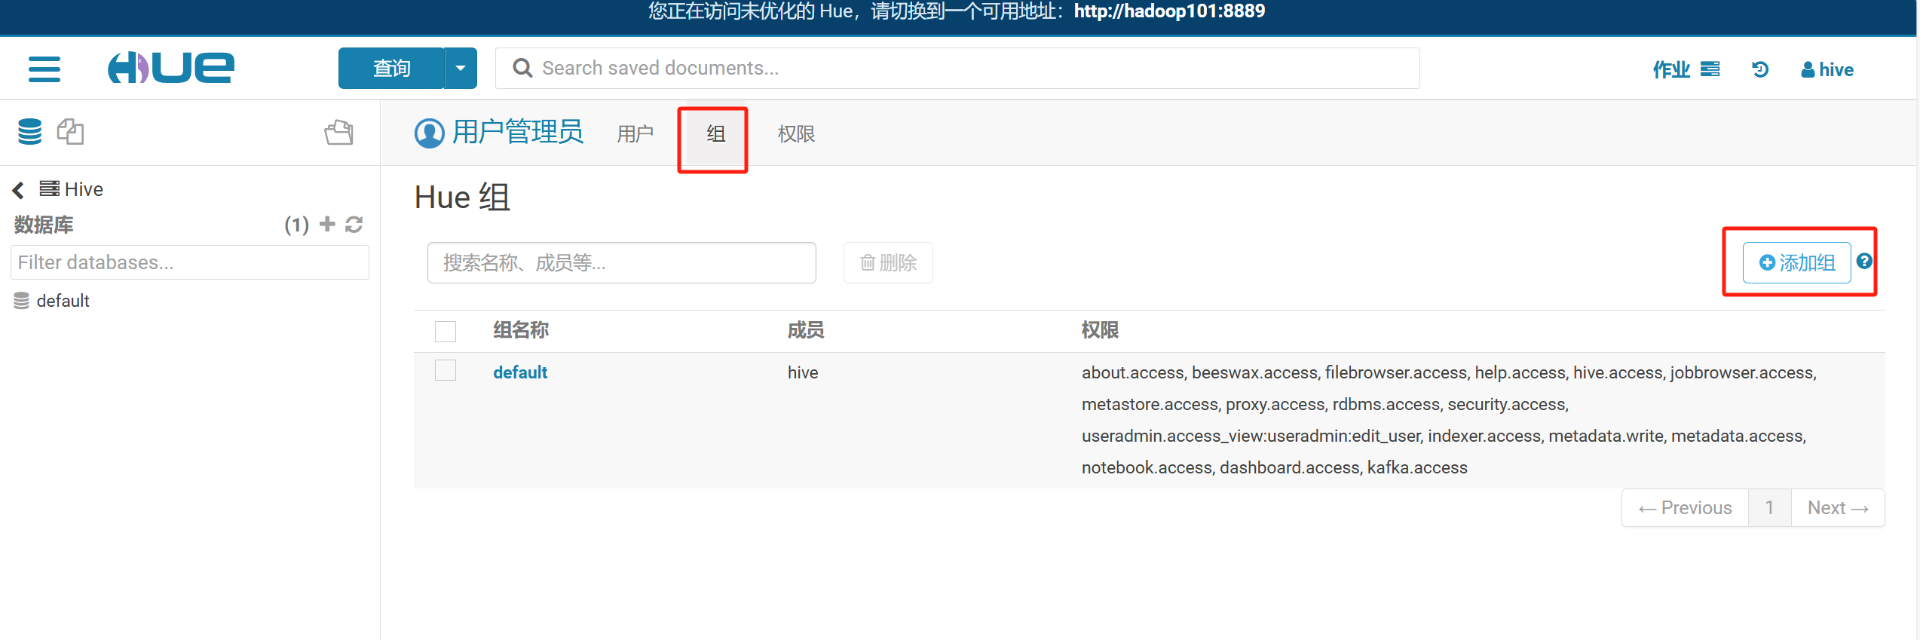 您正在访问未优化的 Hue，请切换到一个可用地址：http://hadoop101:8889
HUE
查询
Search saved documents...
作业
hive
用户管理员
用户
组
权限
Hive
数据库
(1)
Filter databases...
default
Hue 组
搜索名称、成员等...
删除
添加组
组名称
成员
权限
default
hive
about.access, beeswax.access, filebrowser.access, help.access, hive.access, jobbrowser.access,
metastore.access, proxy.access, rdbms.access, security.access,
useradmin.access_view:useradmin:edit_user, indexer.access, metadata.write, metadata.access,
notebook.access, dashboard.access, kafka.access
← Previous
1
Next →